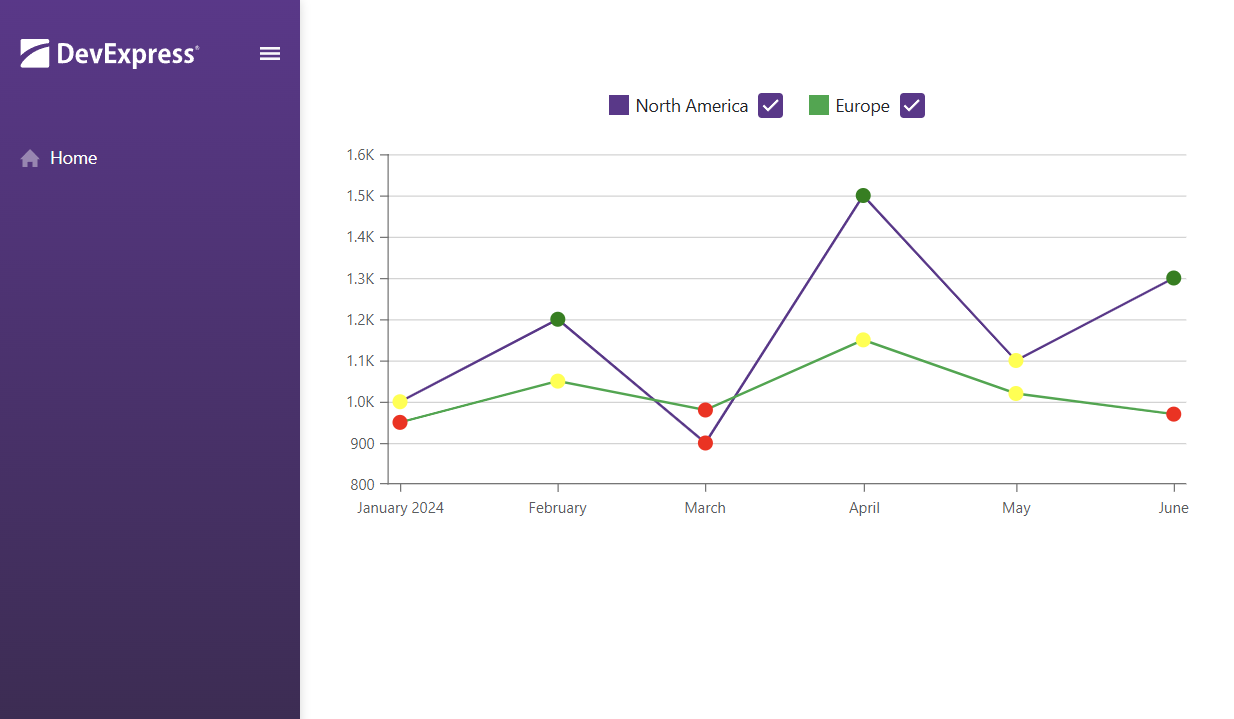 DevExpress®
Home
North America
Europe
1.6K
1.5K
1.4K
1.3K
1.2K
1.1K
1.0K
900
800
January 2024
February
March
April
May
June